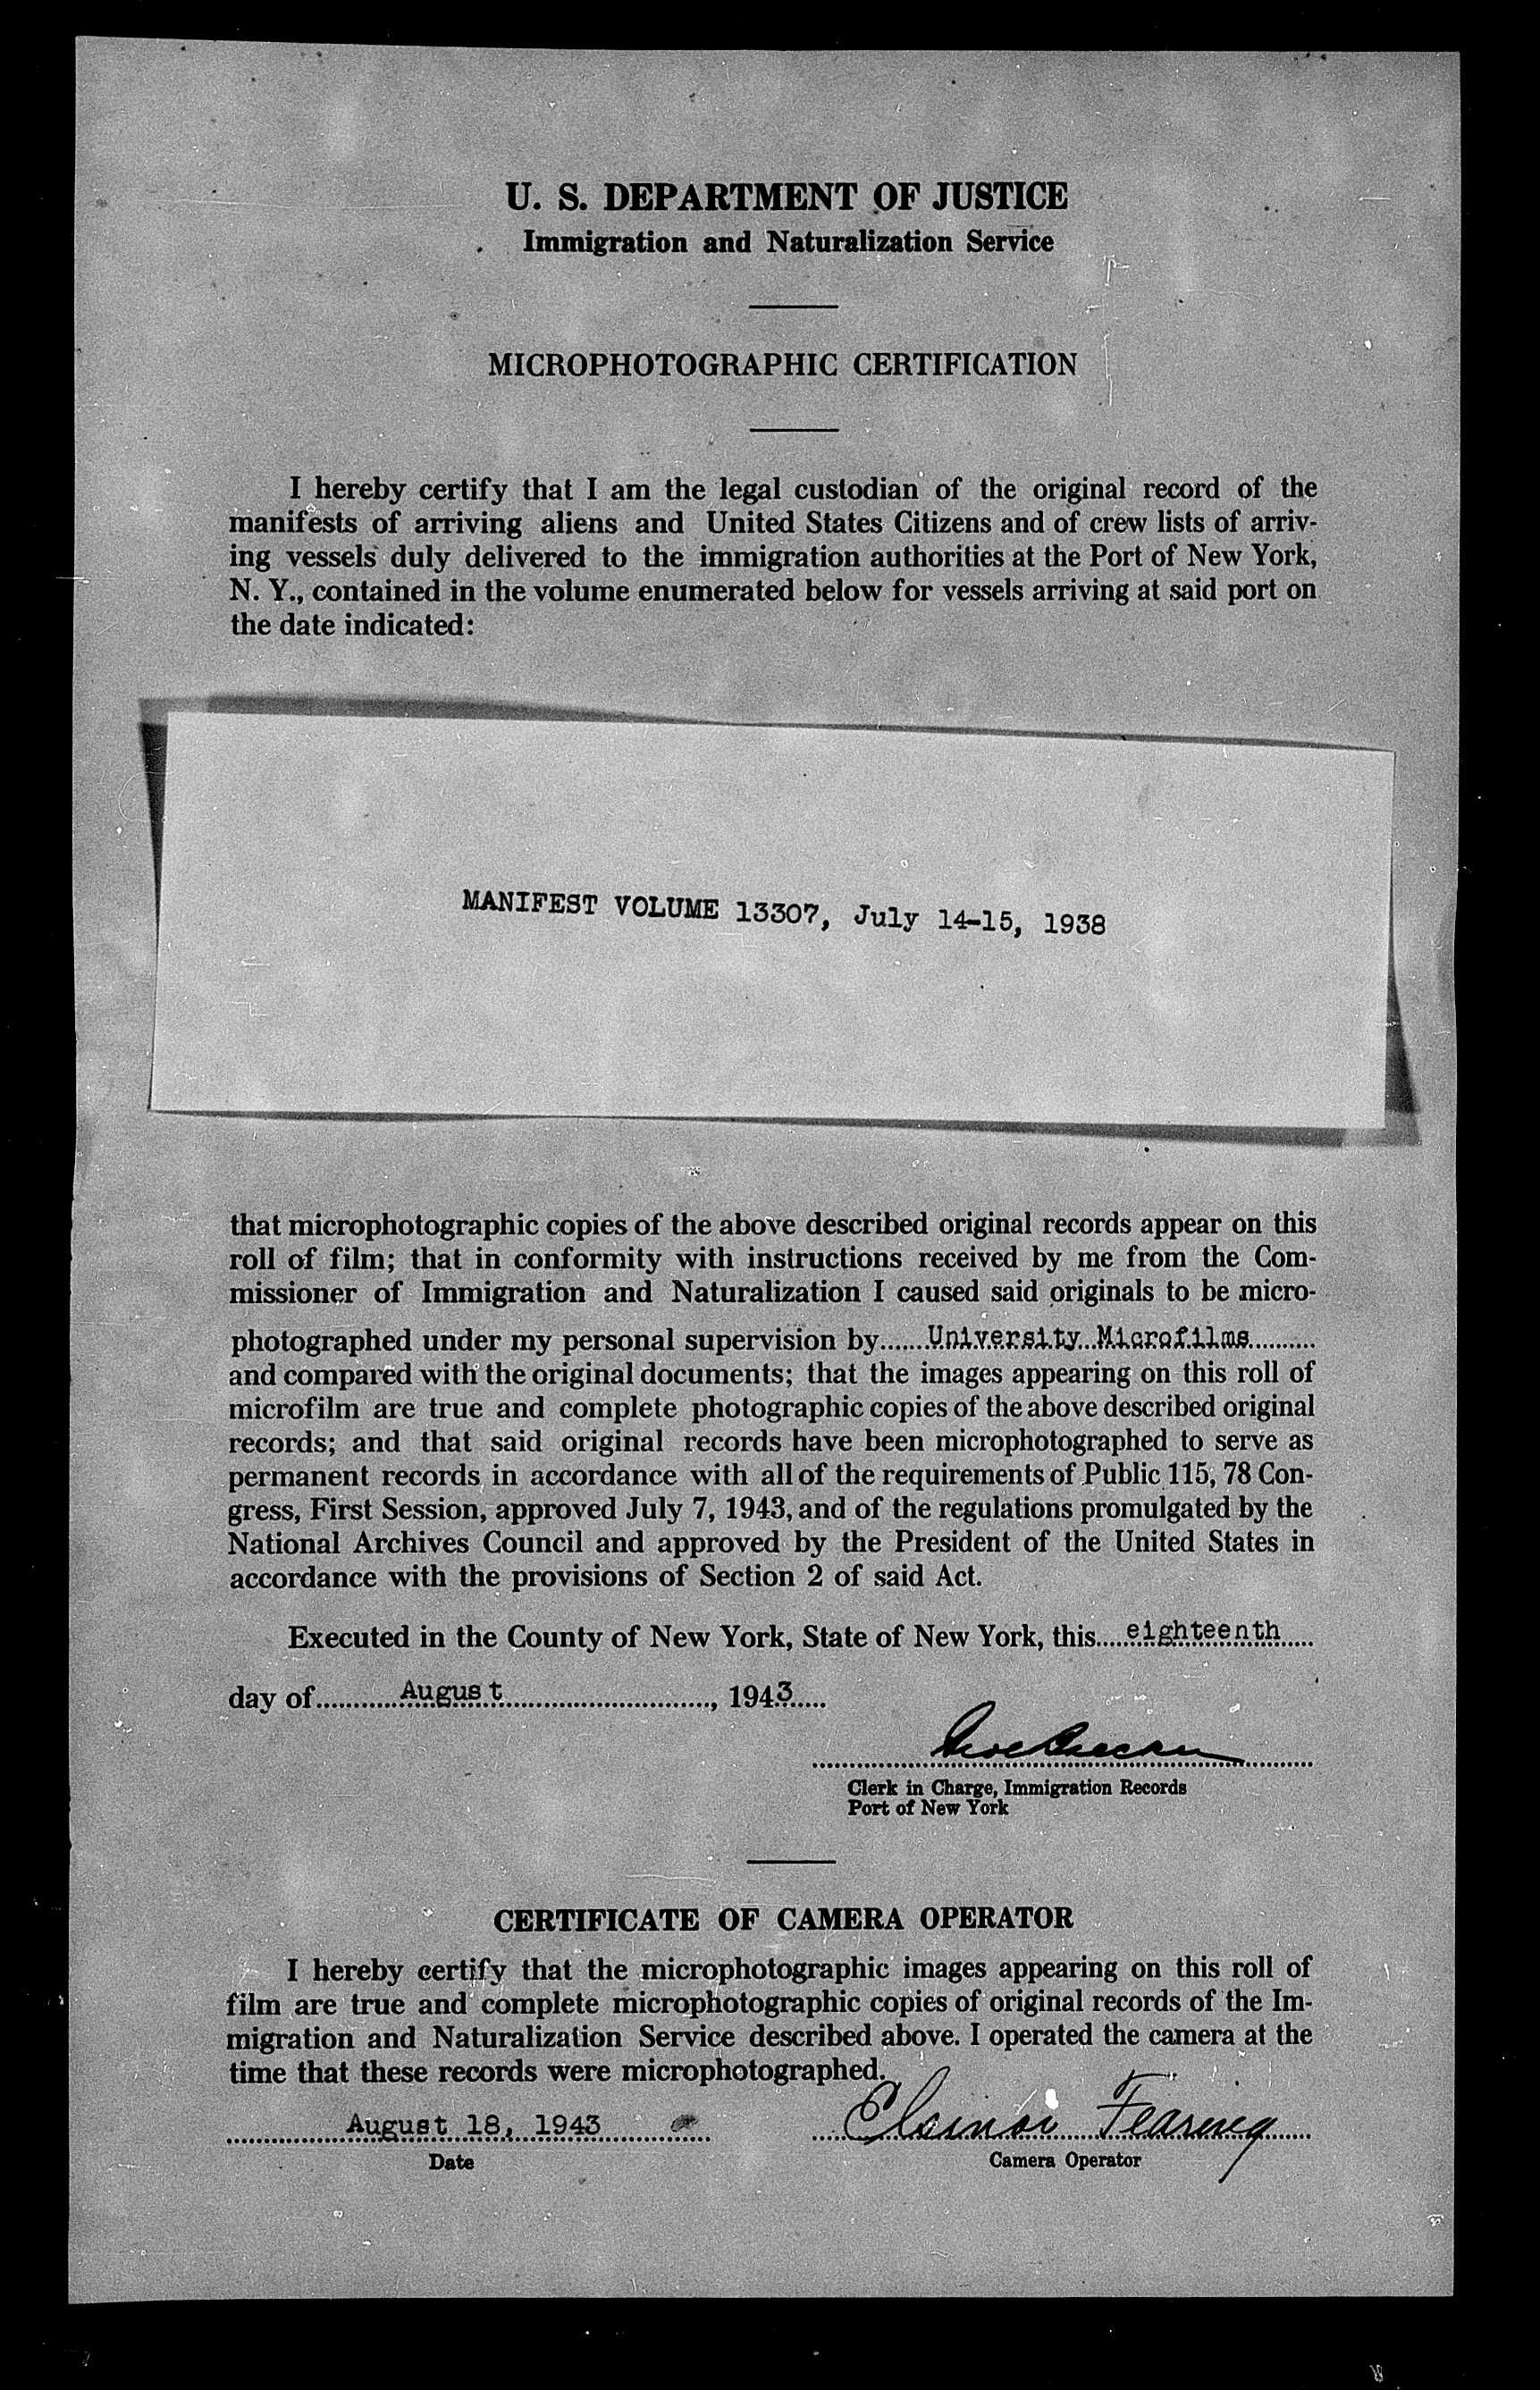 U. S. DEPARTMENT OF JUSTICE
Immigration and Naturalization Service
MICROPHOTOGRAPHIC CERTIFICATION
I hereby certify that I am the legal custodian of the original record of the
manifests of arriving aliens and United States Citizens and of crew lists of arriv-
ing vessels duly delivered to the immigration authorities at the Port of New York,
N. Y., contained in the volume enumerated below for vessels arriving at said port on
the date indicated:
MANIFEST VOLUME 13307, July 14-15, 1938
that microphotographic copies of the above described original records appear on this
roll of film; that in conformity with instructions received by me from the Com-
missioner of Immigration and Naturalization I caused said originals to be micro-
photographed under my personal supervision by......University Microfilms..........
and compared with the original documents; that the images appearing on this roll of
microfilm are true and complete photographic copies of the above described original
records; and that said original records have been microphotographed to serve as
permanent records in accordance with all of the requirements of Public 115, 78 Con-
gress, First Session, approved July 7, 1943, and of the regulations promulgated by the
National Archives Council and approved by the President of the United States in
accordance with the provisions of Section 2 of said Act.
Executed in the County of New York, State of New York, this.....eighteenth.....
day of............August............................, 1943.....
Clerk in Charge, Immigration Records
Port of New York
CERTIFICATE OF CAMERA OPERATOR
I hereby certify that the microphotographic images appearing on this roll of
film are true and complete microphotographic copies of original records of the Im-
migration and Naturalization Service described above. I operated the camera at the
time that these records were microphotographed.
August 18, 1943
Date
Camera Operator